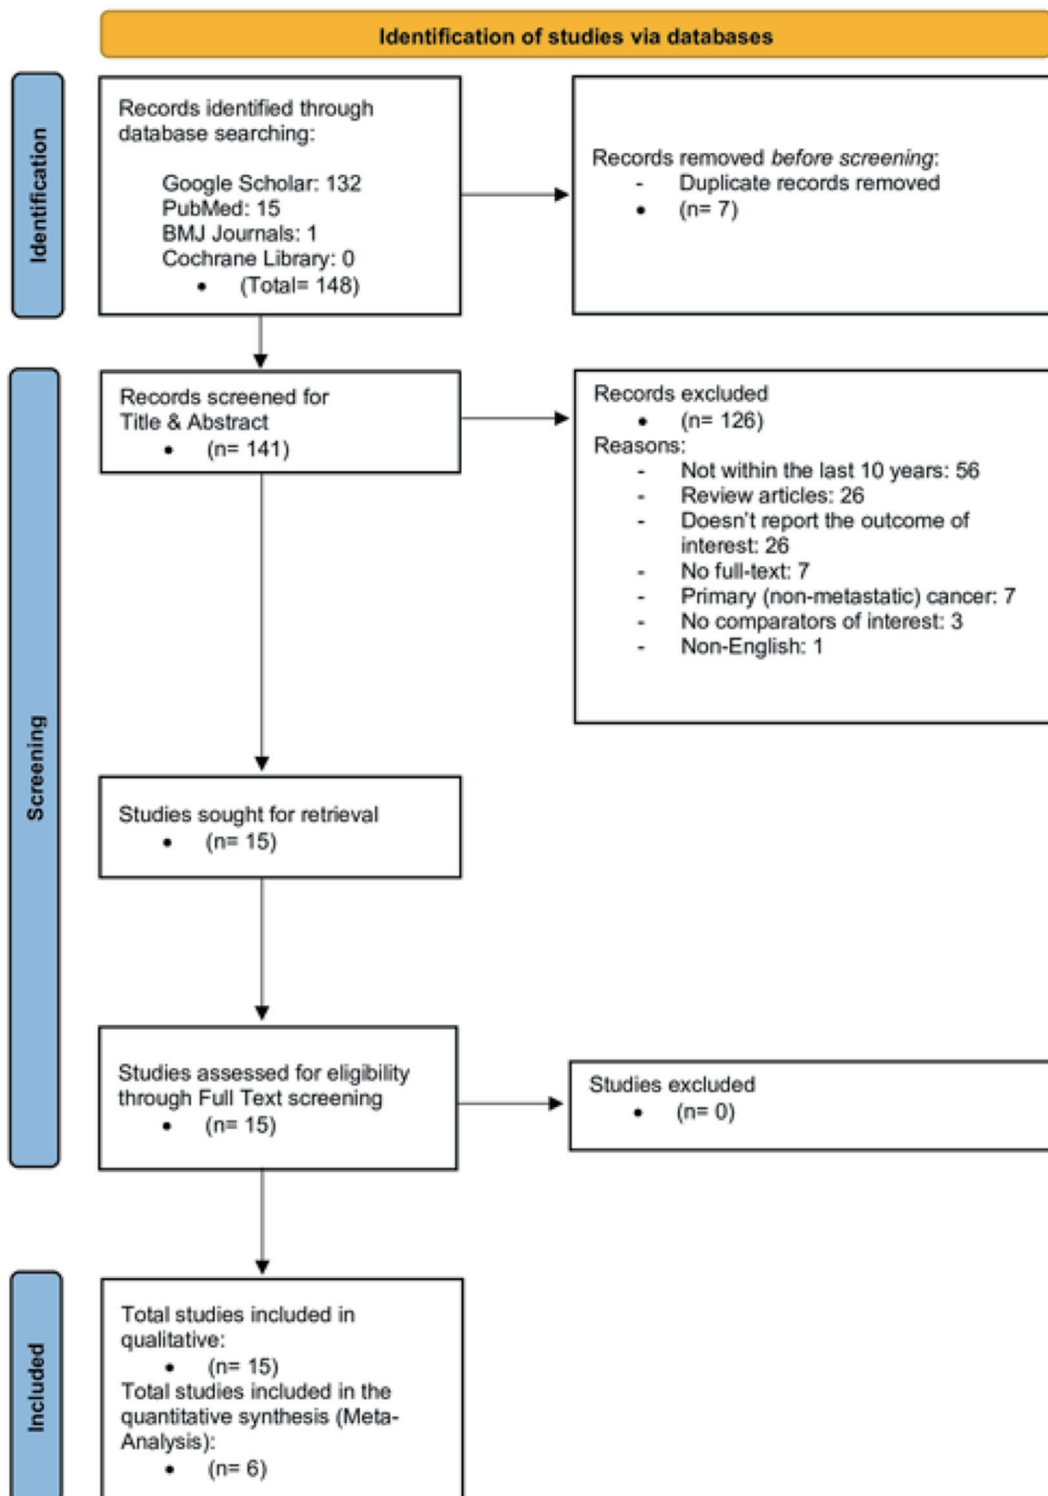 Identification of studies via databases
Identification
Records identified through
database searching:
Google Scholar: 132
PubMed: 15
BMJ Journals: 1
Cochrane Library: 0
• (Total= 148)
Records removed before screening:
- Duplicate records removed
• (n= 7)
Screening
Records screened for
Title & Abstract
• (n= 141)
Records excluded
• (n= 126)
Reasons:
- Not within the last 10 years: 56
- Review articles: 26
- Doesn't report the outcome of
interest: 26
- No full-text: 7
- Primary (non-metastatic) cancer: 7
- No comparators of interest: 3
- Non-English: 1
Studies sought for retrieval
• (n= 15)
Studies assessed for eligibility
through Full Text screening
• (n= 15)
Studies excluded
• (n= 0)
Included
Total studies included in
qualitative:
• (n= 15)
Total studies included in the
quantitative synthesis (Meta-
Analysis):
• (n= 6)